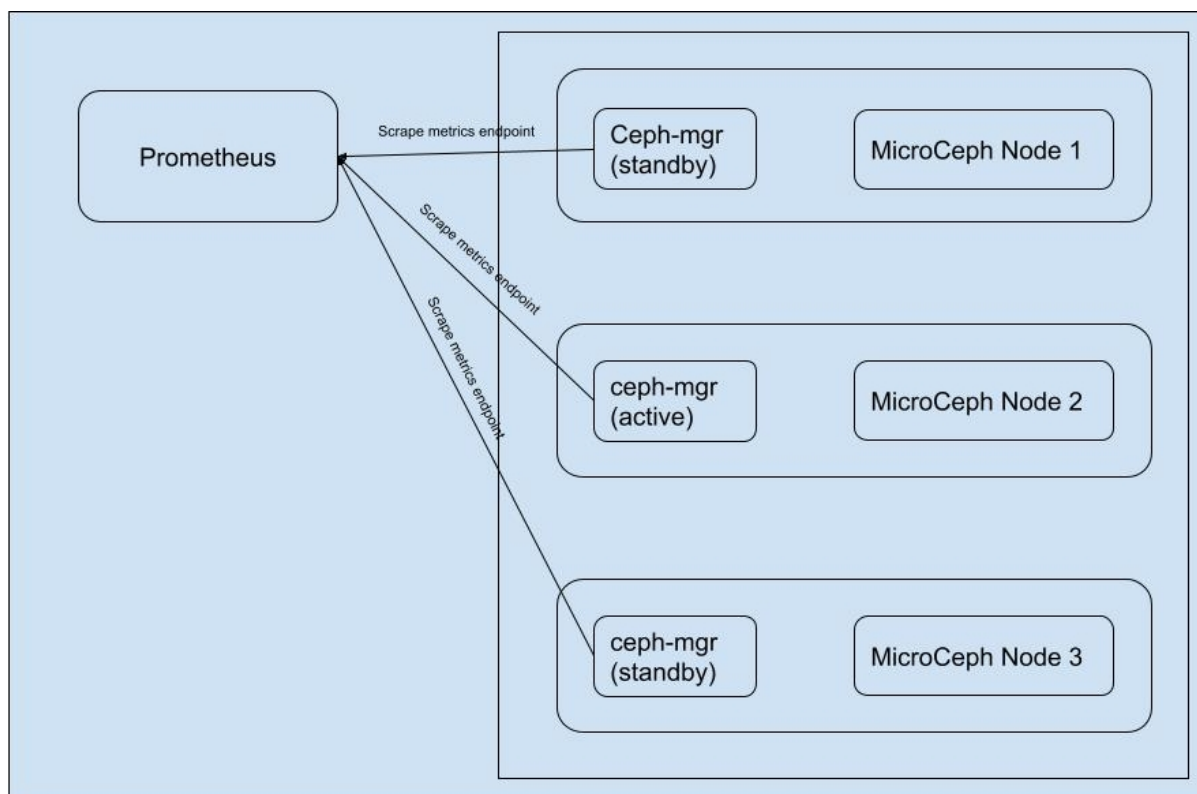 Prometheus
Scrape metrics endpoint
Ceph-mgr
(standby)
MicroCeph Node 1
Scrape metrics endpoint
ceph-mgr
(active)
MicroCeph Node 2
Scrape metrics endpoint
ceph-mgr
(standby)
MicroCeph Node 3